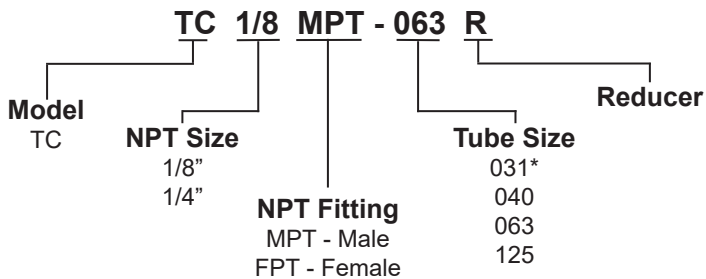 TC 1/8 MPT - 063 R
Model
TC
NPT Size
1/8”
1/4”
NPT Fitting
MPT - Male
FPT - Female
Tube Size
031*
040
063
125
Reducer